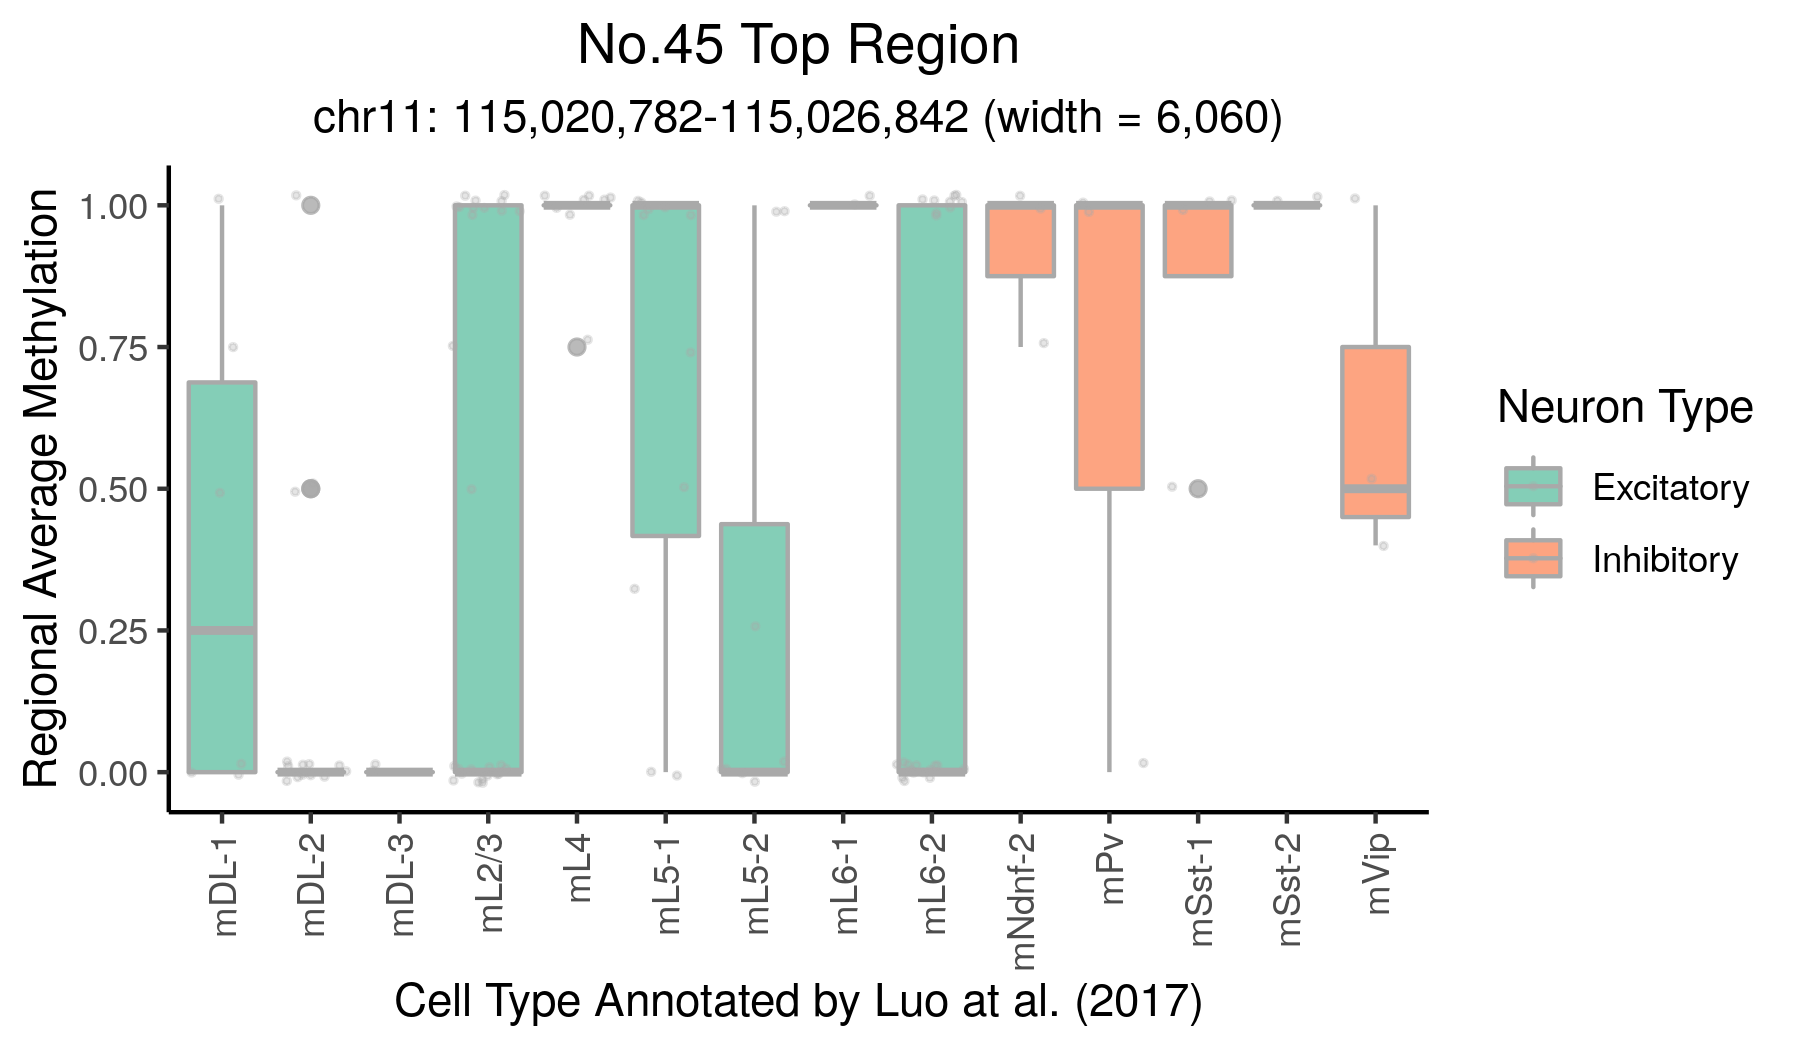 No.45 Top Region
chr11: 115,020,782-115,026,842 (width = 6,060)
Regional Average Methylation
1.00
0.75
0.50
0.25
0.00
mDL-1
mDL-2
mDL-3
mL2/3
mL4
mL5-1
mL5-2
mL6-1
mL6-2
mNdnf-2
mPv
mSst-1
mSst-2
mVip
Cell Type Annotated by Luo at al. (2017)
Neuron Type
Excitatory
Inhibitory